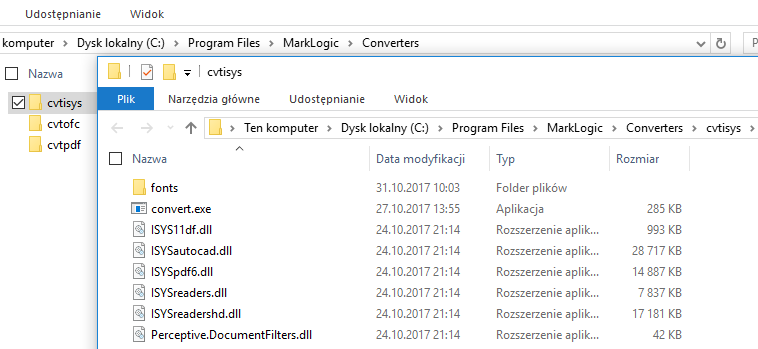 Udostępnianie Widok
komputer > Dysk lokalny (C:) > Program Files > MarkLogic > Converters
Nazwa
cvtisys
cvtofc
cvtpdf
cvtisys
Plik Narzędzia główne Udostępnianie Widok
> Ten komputer > Dysk lokalny (C:) > Program Files > MarkLogic > Converters > cvtisys >
Nazwa Data modyfikacji Typ Rozmiar
fonts 31.10.2017 10:03 Folder plików
convert.exe 27.10.2017 13:55 Aplikacja 285 KB
ISYS11df.dll 24.10.2017 21:14 Rozszerzenie aplik... 993 KB
ISYSautocad.dll 24.10.2017 21:14 Rozszerzenie aplik... 28 717 KB
ISYSpdf6.dll 24.10.2017 21:14 Rozszerzenie aplik... 14 887 KB
ISYSreaders.dll 24.10.2017 21:14 Rozszerzenie aplik... 7 837 KB
ISYSreadershd.dll 24.10.2017 21:14 Rozszerzenie aplik... 17 181 KB
Perceptive.DocumentFilters.dll 24.10.2017 21:14 Rozszerzenie aplik... 42 KB